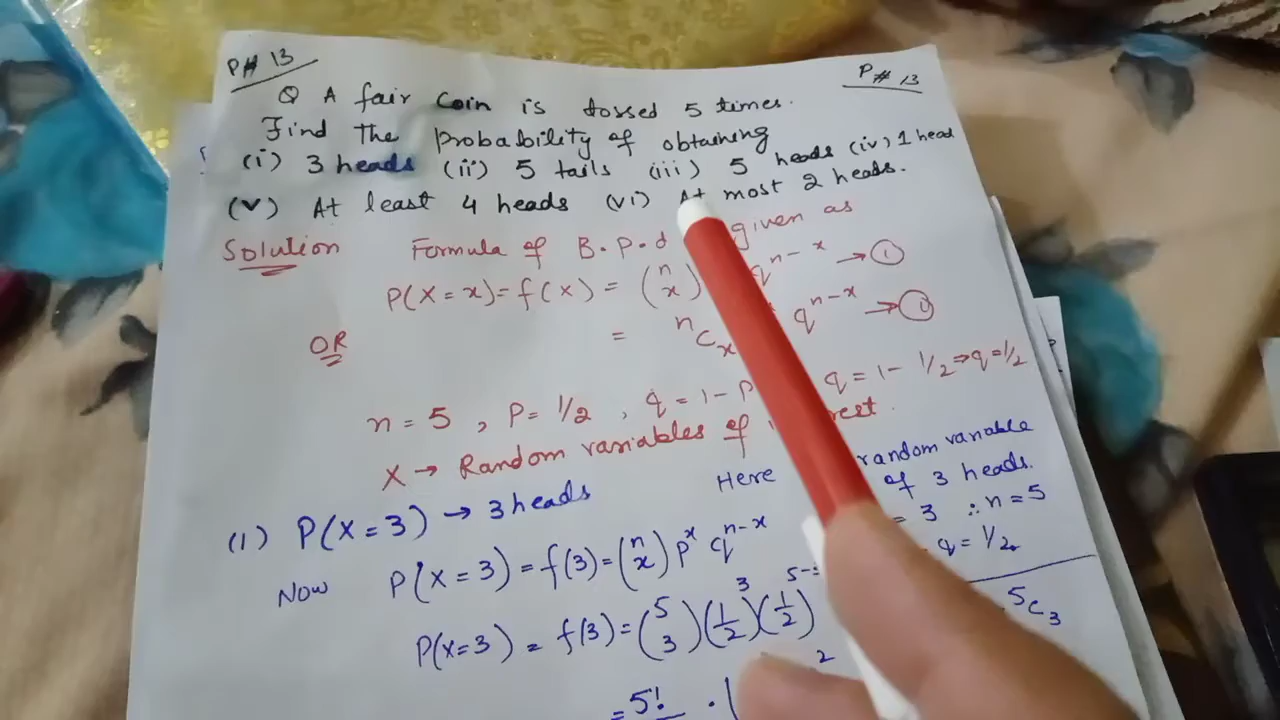 P# 13
P# 13
Q A fair Coin is tossed 5 times.
Find the Probability of obtaining
(i) 3 heads (ii) 5 tails (iii) 5 heads (iv) 1 head
(v) At least 4 heads (vi) At most 2 heads.
Solution Formula of B.P.d given as
P(X=x)=f(x) = (n x) q^{n-x} → ①
OR = ^nC_x q^{n-x} →
n = 5 , P = 1/2 , q = 1-P q = 1 - 1/2 ⇒ q = 1/2
X → Random variables of
Here random variable
(1) P(X=3) → 3 heads of 3 heads.
= 3 ∴ n = 5
Now P(X=3) = f(3) = (n x) P^x q^{n-x} q = 1/2
P(X=3) = f(3) = (5 3) (1/2)^3 (1/2)^{5-} ^5C_3
2
= 5! .